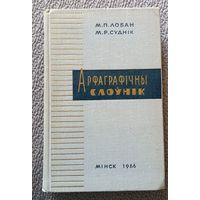 М.П.ЛОБАН
М.Р.СУДНІК
АРФАГРАФІЧНЫ
СЛОЎНІК
МІНСК 1966